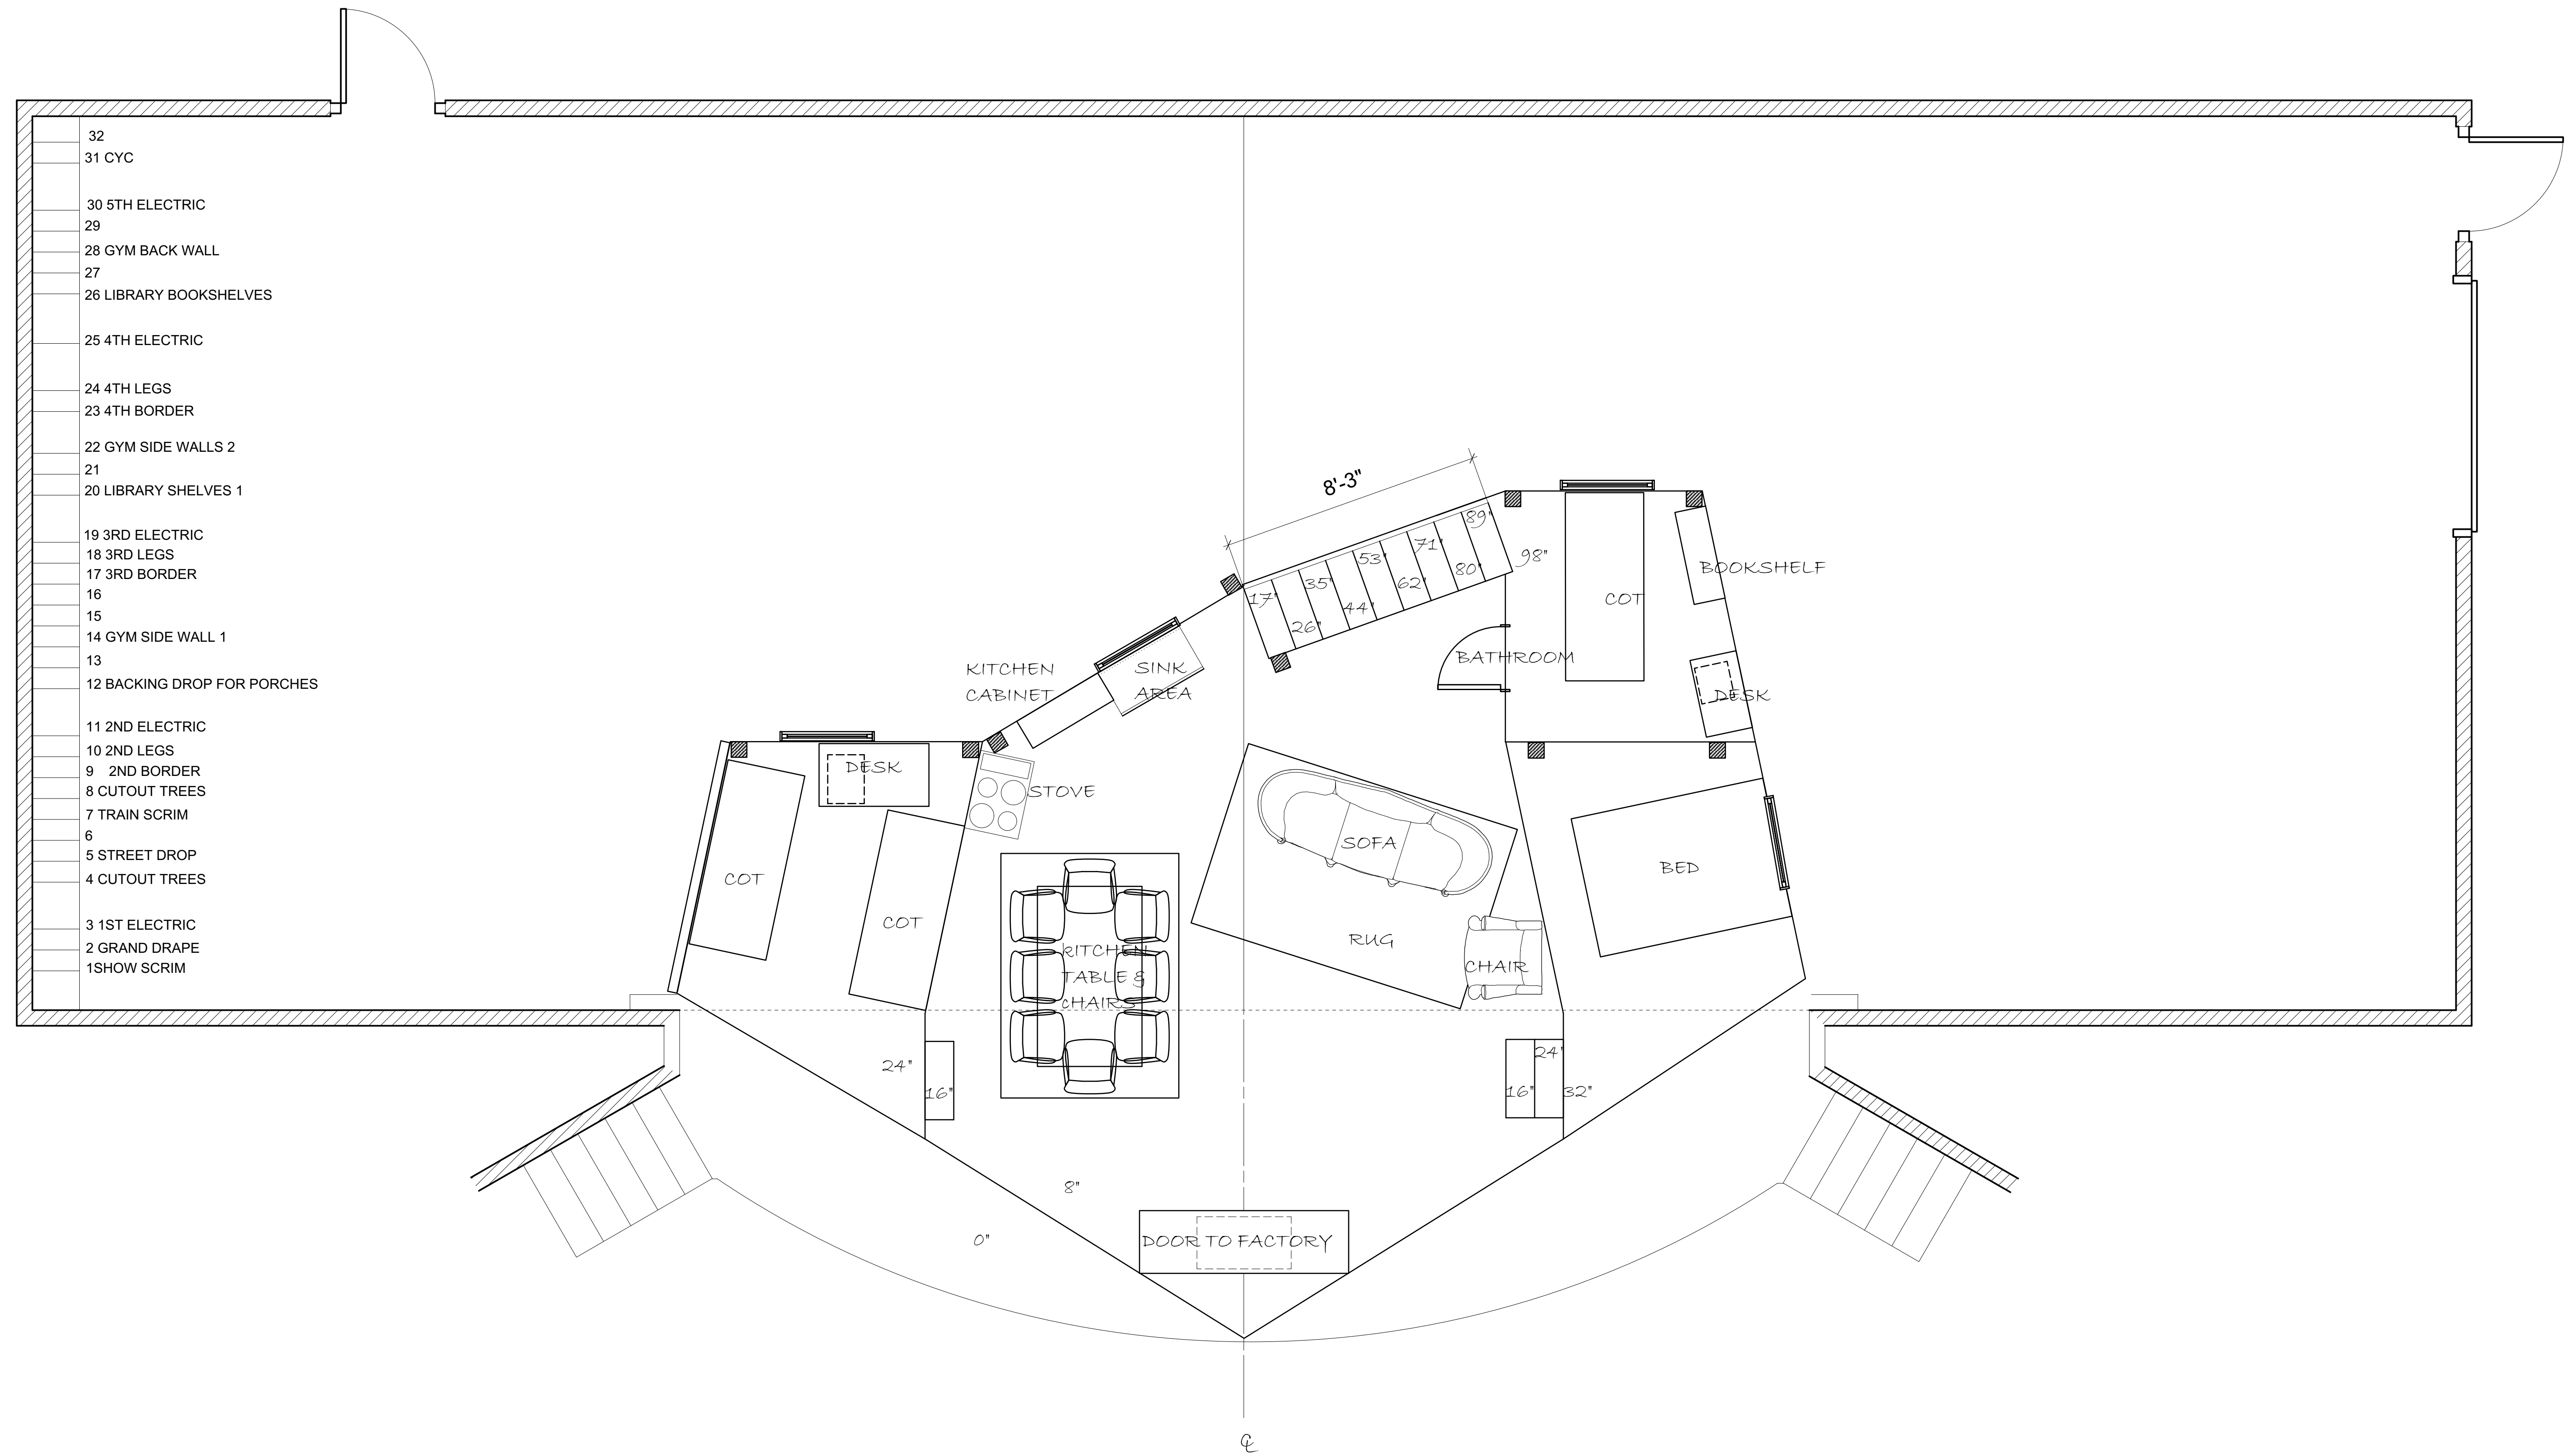 32
31 CYC
30 5TH ELECTRIC
29
28 GYM BACK WALL
27
26 LIBRARY BOOKSHELVES
25 4TH ELECTRIC
24 4TH LEGS
23 4TH BORDER
22 GYM SIDE WALLS 2
21
20 LIBRARY SHELVES 1
19 3RD ELECTRIC
18 3RD LEGS
17 3RD BORDER
16
15
14 GYM SIDE WALL 1
13
12 BACKING DROP FOR PORCHES
11 2ND ELECTRIC
10 2ND LEGS
9 2ND BORDER
8 CUTOUT TREES
7 TRAIN SCRIM
6
5 STREET DROP
4 CUTOUT TREES
3 1ST ELECTRIC
2 GRAND DRAPE
1SHOW SCRIM
8'-3"
17"
26"
35"
44"
53"
62"
71"
80"
89"
98"
BOOKSHELF
COT
BATHROOM
DESK
KITCHEN
CABINET
SINK
AREA
DESK
STOVE
COT
COT
KITCHEN
TABLE &
CHAIRS
SOFA
RUG
CHAIR
BED
24"
16"
24"
16"
32"
8"
0"
DOOR TO FACTORY
℄